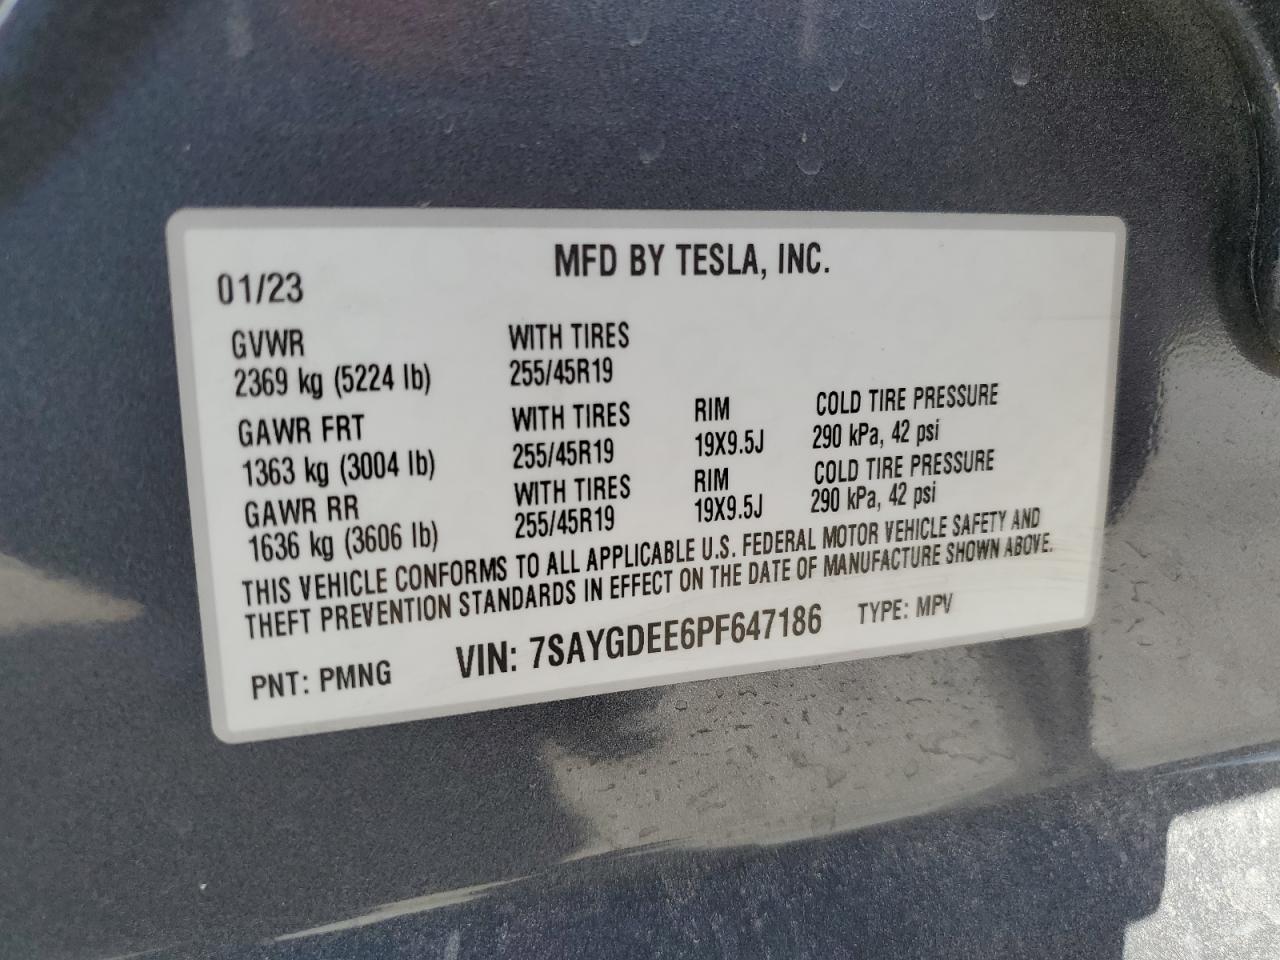 MFD BY TESLA, INC.
01/23
GVWR WITH TIRES
2369 kg (5224 lb) 255/45R19
GAWR FRT WITH TIRES RIM COLD TIRE PRESSURE
1363 kg (3004 lb) 255/45R19 19X9.5J 290 kPa, 42 psi
GAWR RR WITH TIRES RIM COLD TIRE PRESSURE
1636 kg (3606 lb) 255/45R19 19X9.5J 290 kPa, 42 psi
THIS VEHICLE CONFORMS TO ALL APPLICABLE U.S. FEDERAL MOTOR VEHICLE SAFETY AND
THEFT PREVENTION STANDARDS IN EFFECT ON THE DATE OF MANUFACTURE SHOWN ABOVE.
PNT: PMNG VIN: 7SAYGDEE6PF647186 TYPE: MPV